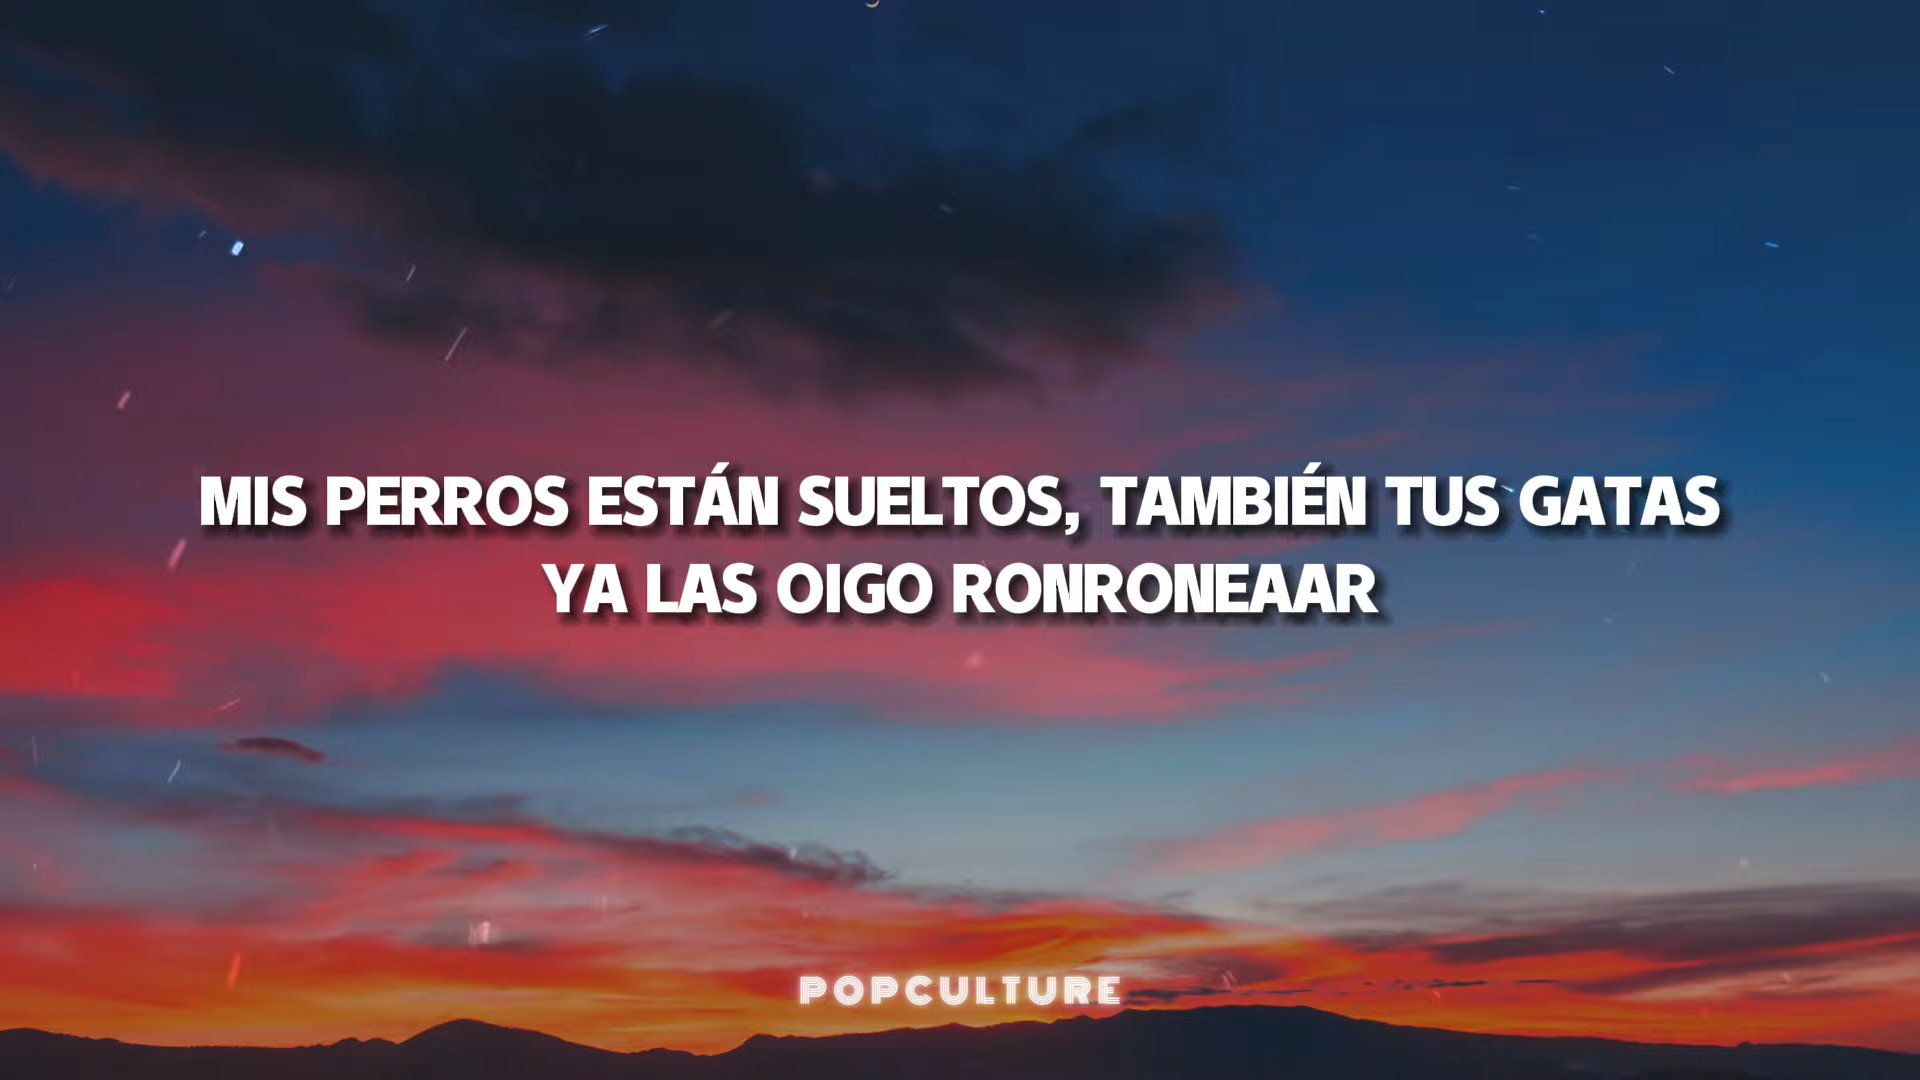 MIS PERROS ESTÁN SUELTOS, TAMBIÉN TUS GATAS
YA LAS OIGO RONRONEAAR
POPCULTURE